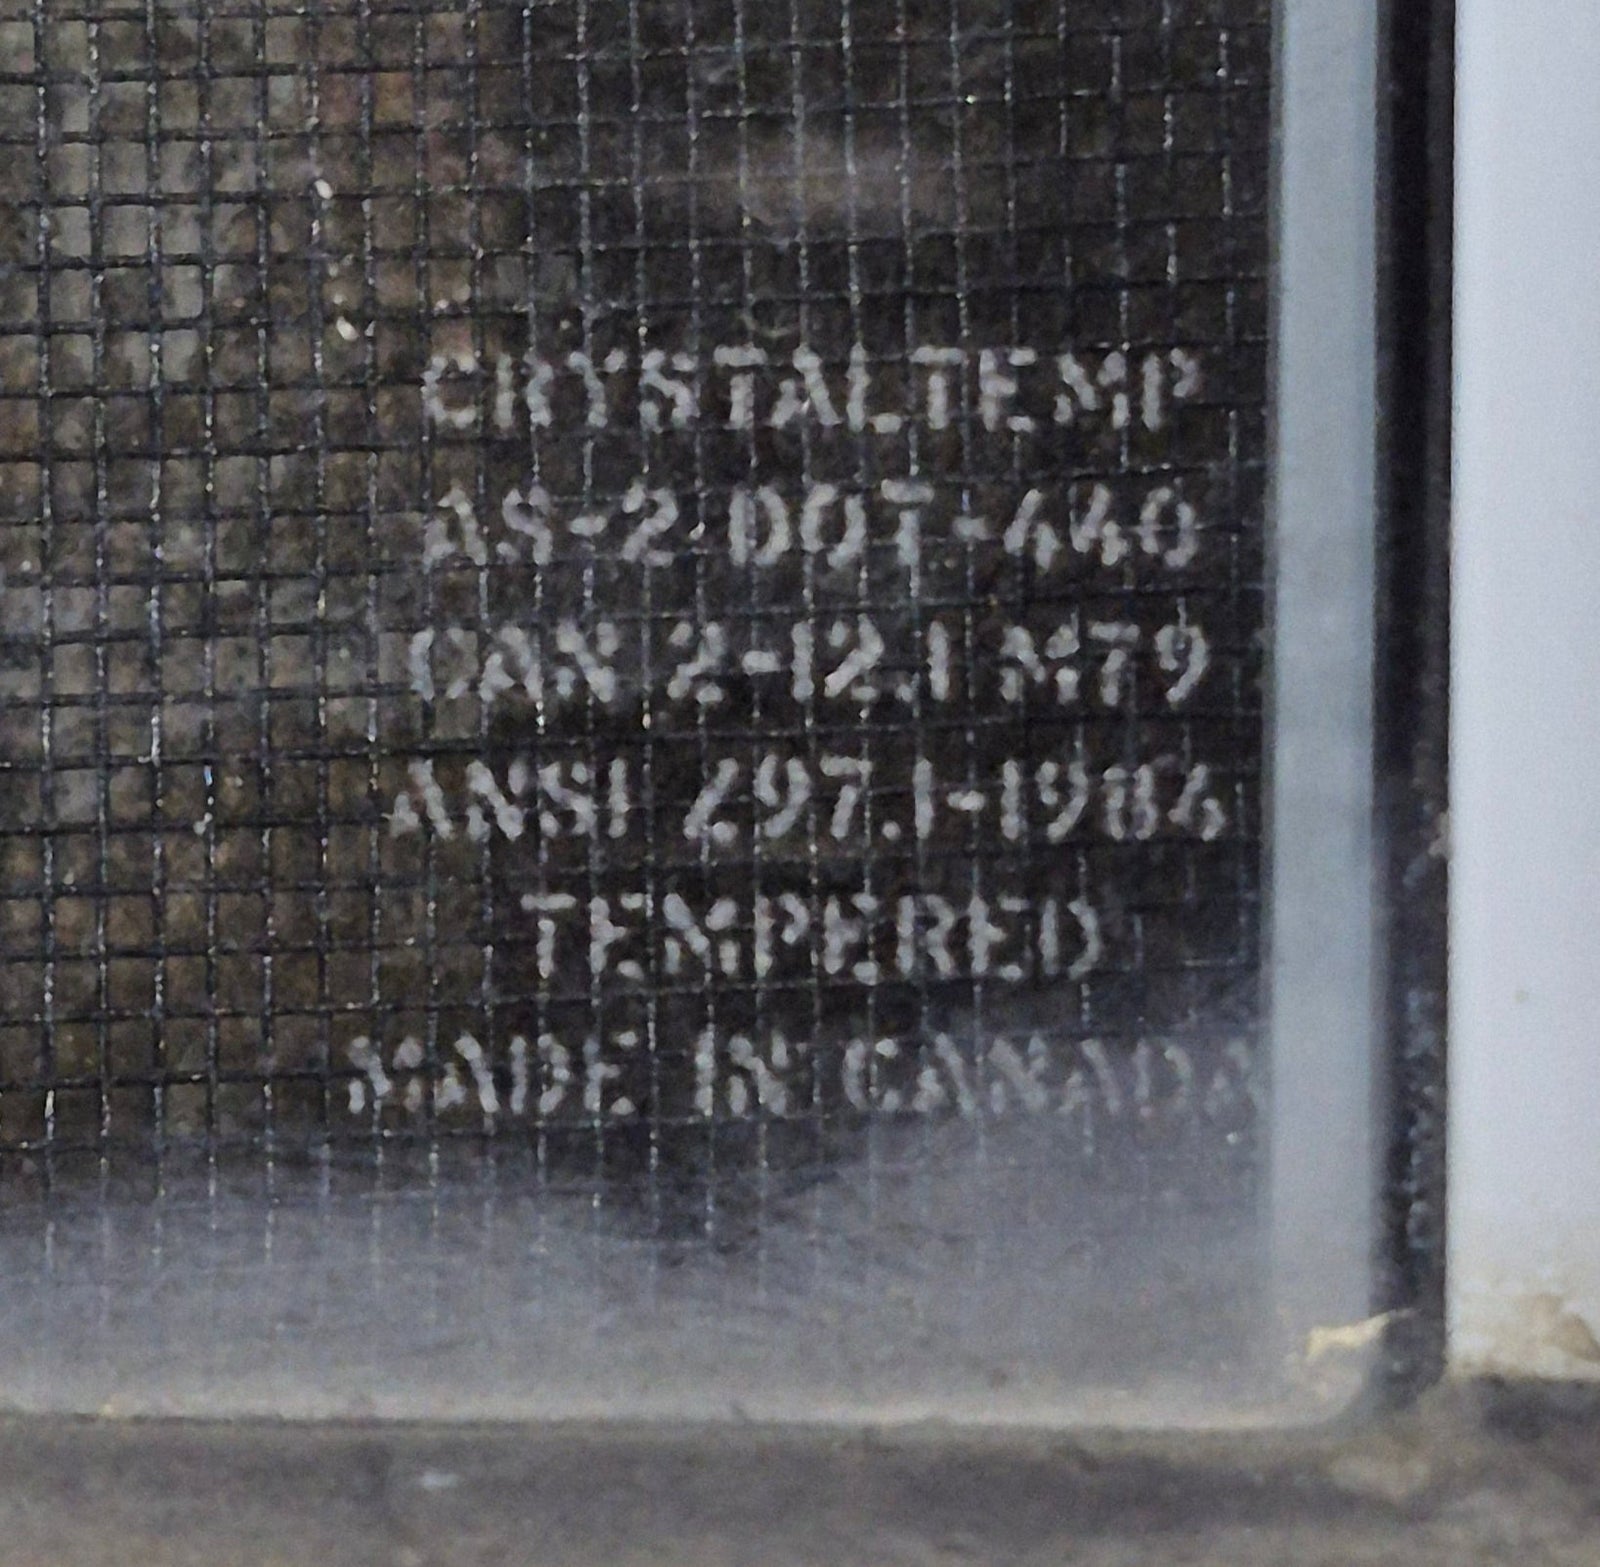 CRYSTALTEMP
AS-2 DOT-440
CAN 2-12.1 M79
ANSI Z97.1-1984
TEMPERED
MADE IN CANADA